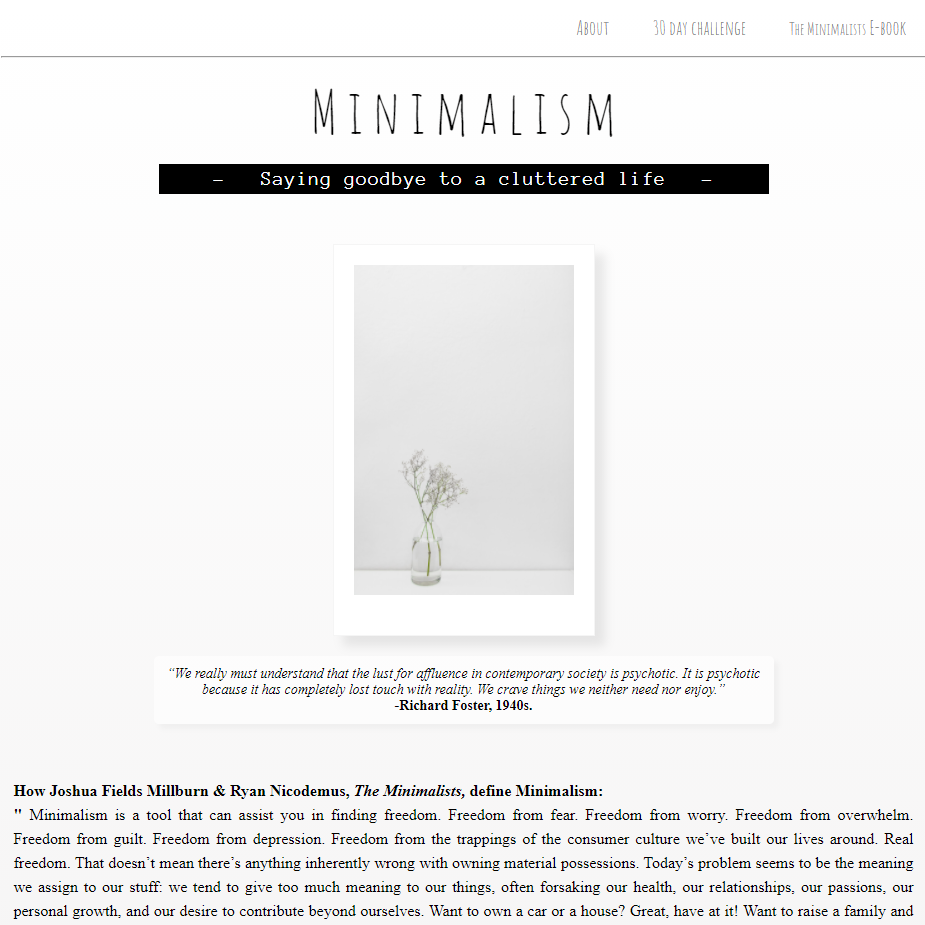 About 30 day challenge The Minimalists E-book
Minimalism
– Saying goodbye to a cluttered life –
“We really must understand that the lust for affluence in contemporary society is psychotic. It is psychotic
because it has completely lost touch with reality. We crave things we neither need nor enjoy.”
-Richard Foster, 1940s.
How Joshua Fields Millburn & Ryan Nicodemus, The Minimalists, define Minimalism:
" Minimalism is a tool that can assist you in finding freedom. Freedom from fear. Freedom from worry. Freedom from overwhelm.
Freedom from guilt. Freedom from depression. Freedom from the trappings of the consumer culture we’ve built our lives around. Real
freedom. That doesn’t mean there’s anything inherently wrong with owning material possessions. Today’s problem seems to be the meaning
we assign to our stuff: we tend to give too much meaning to our things, often forsaking our health, our relationships, our passions, our
personal growth, and our desire to contribute beyond ourselves. Want to own a car or a house? Great, have at it! Want to raise a family and